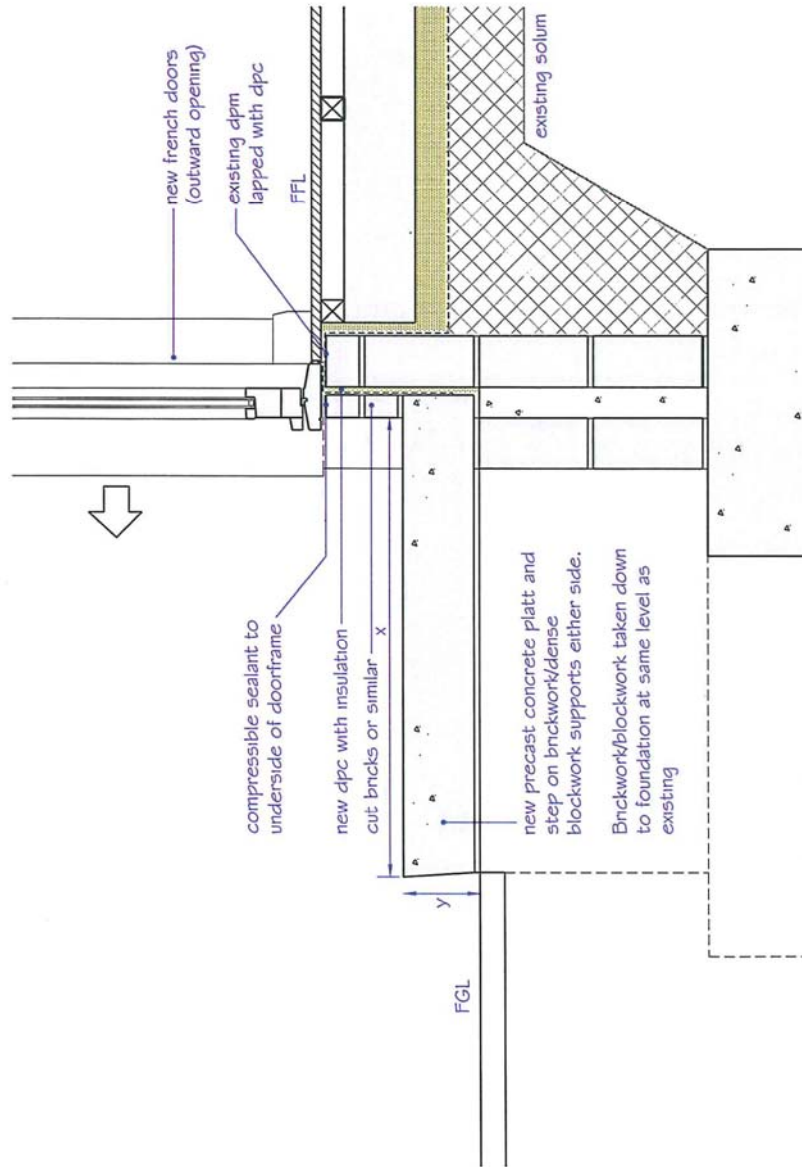 new french doors
(outward opening)
FFL
existing dpm
lapped with dpc
existing solum
compressible sealant to
underside of doorframe
new dpc with insulation
cut bricks or similar
x
new precast concrete platt and
step on brickwork/dense
blockwork supports either side.
Brickwork/blockwork taken down
to foundation at same level as
existing
y
FGL